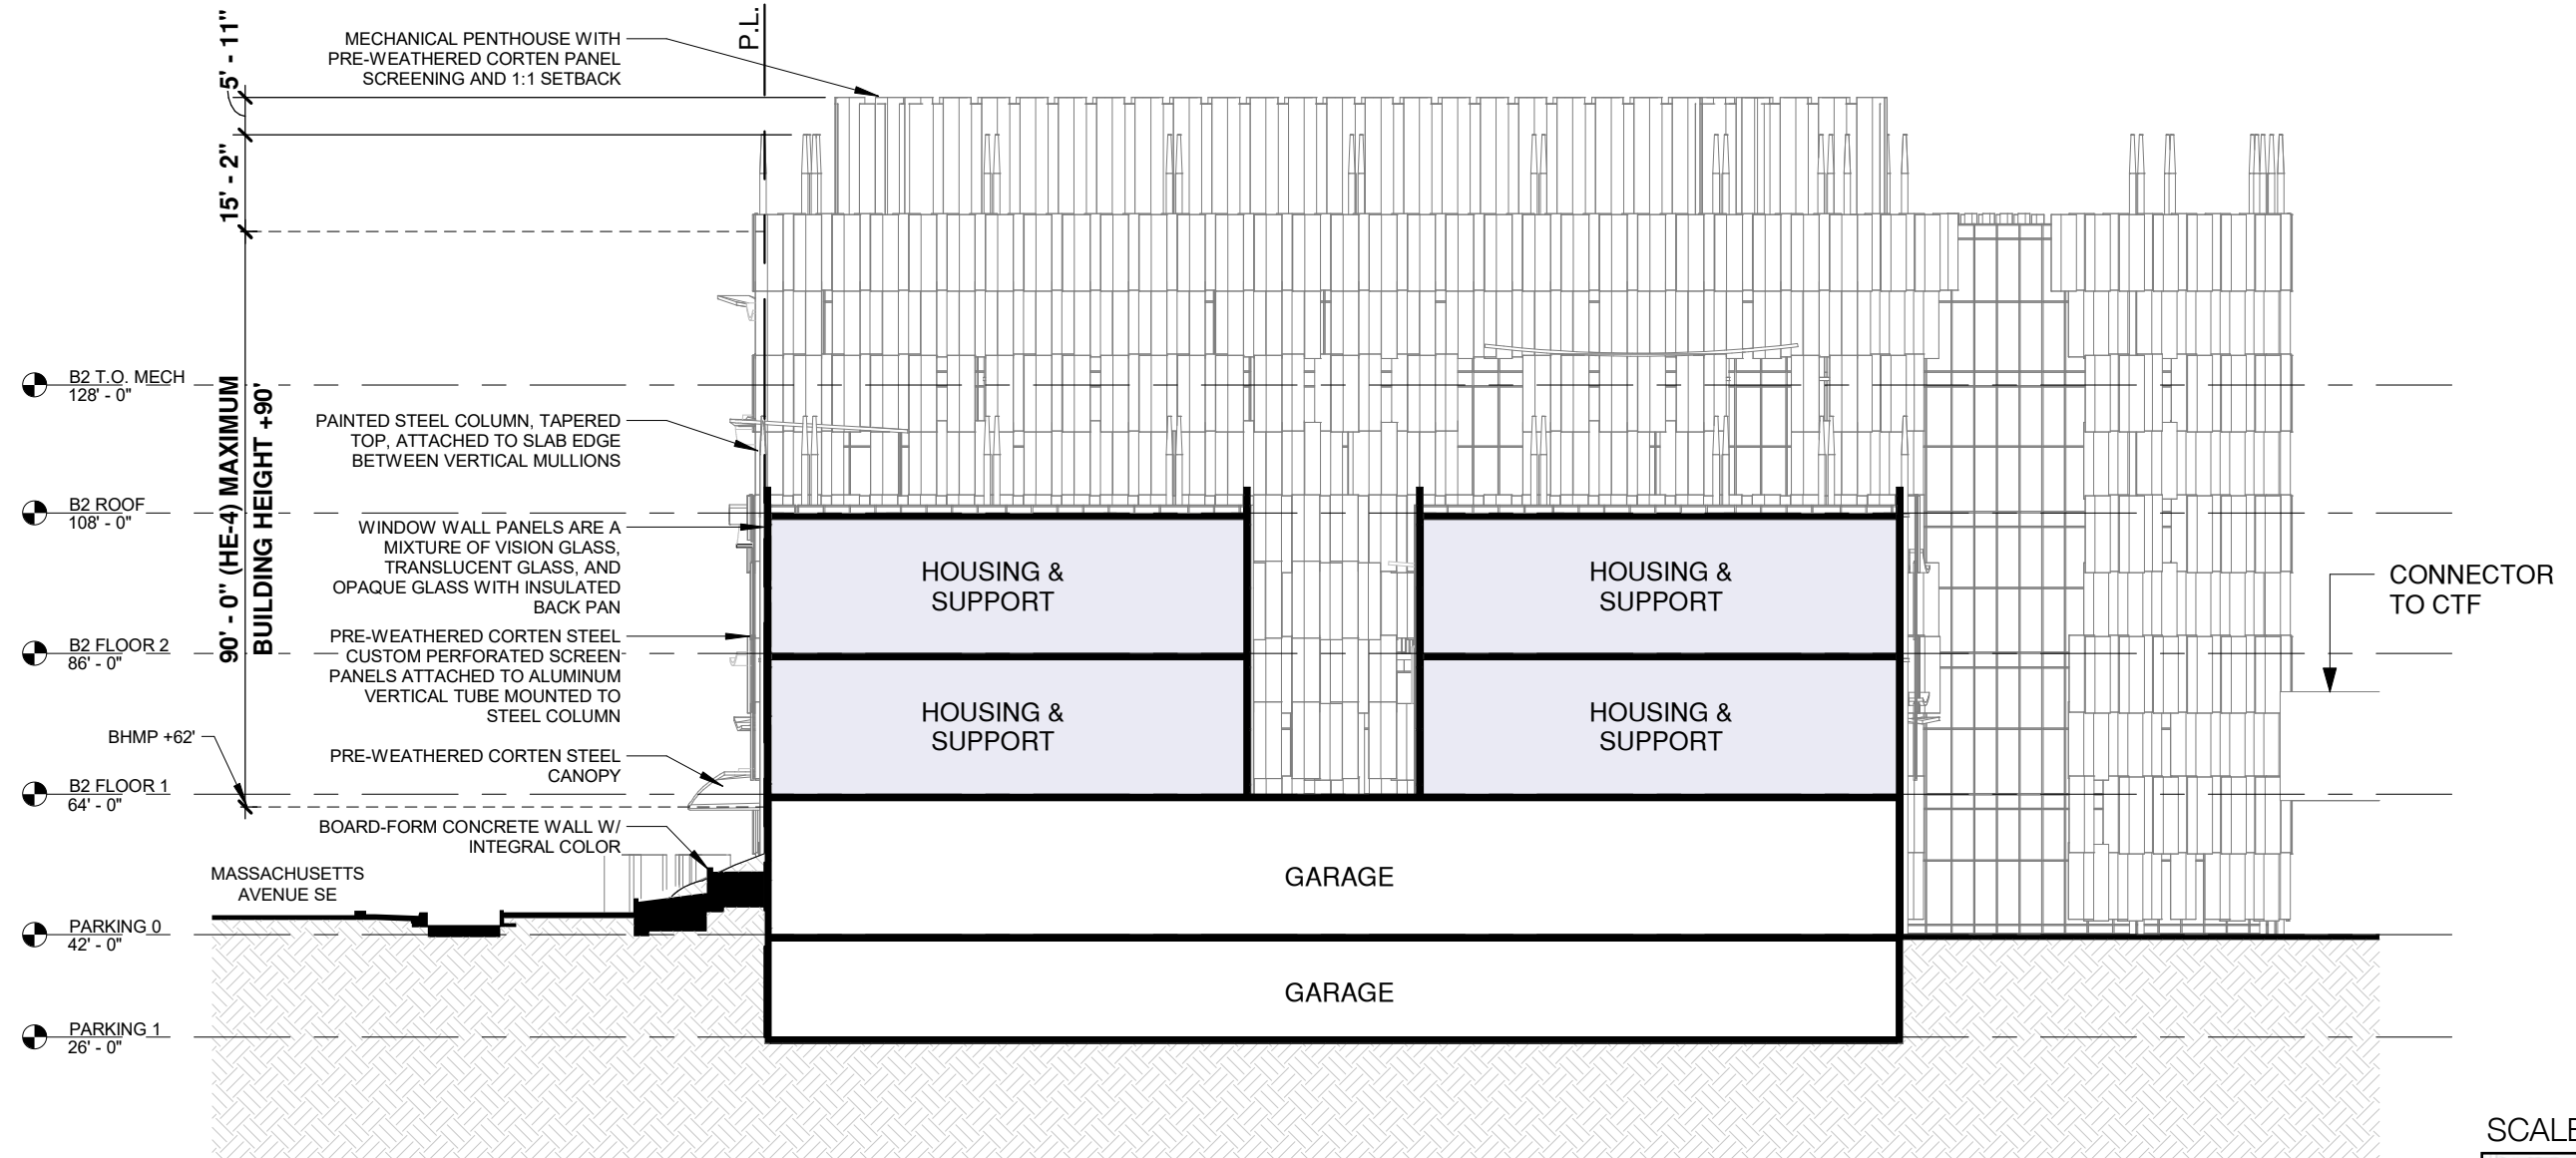 5' - 11"
15' - 2"
90' - 0" (HE-4) MAXIMUM
BUILDING HEIGHT +90'
P.L.
MECHANICAL PENTHOUSE WITH
PRE-WEATHERED CORTEN PANEL
SCREENING AND 1:1 SETBACK
B2 T.O. MECH
128' - 0"
PAINTED STEEL COLUMN, TAPERED
TOP, ATTACHED TO SLAB EDGE
BETWEEN VERTICAL MULLIONS
B2 ROOF
108' - 0"
WINDOW WALL PANELS ARE A
MIXTURE OF VISION GLASS,
TRANSLUCENT GLASS, AND
OPAQUE GLASS WITH INSULATED
BACK PAN
B2 FLOOR 2
86' - 0"
PRE-WEATHERED CORTEN STEEL
CUSTOM PERFORATED SCREEN
PANELS ATTACHED TO ALUMINUM
VERTICAL TUBE MOUNTED TO
STEEL COLUMN
BHMP +62'
PRE-WEATHERED CORTEN STEEL
CANOPY
B2 FLOOR 1
64' - 0"
BOARD-FORM CONCRETE WALL W/
INTEGRAL COLOR
MASSACHUSETTS
AVENUE SE
PARKING 0
42' - 0"
PARKING 1
26' - 0"
HOUSING &
SUPPORT
HOUSING &
SUPPORT
HOUSING &
SUPPORT
HOUSING &
SUPPORT
GARAGE
GARAGE
CONNECTOR
TO CTF
SCALE